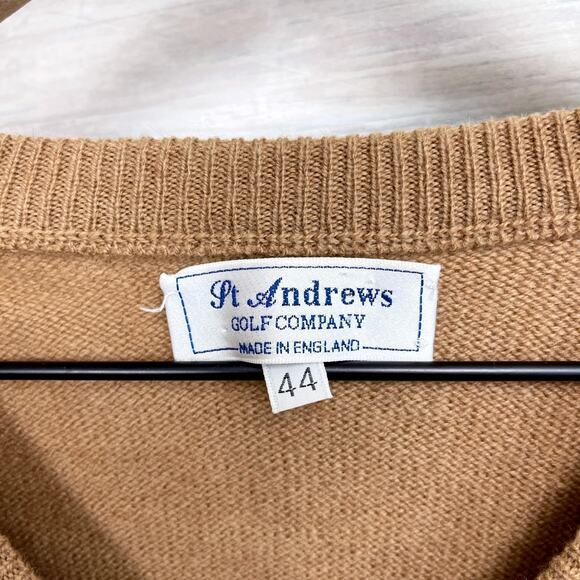 St Andrews
GOLF COMPANY
MADE IN ENGLAND
44